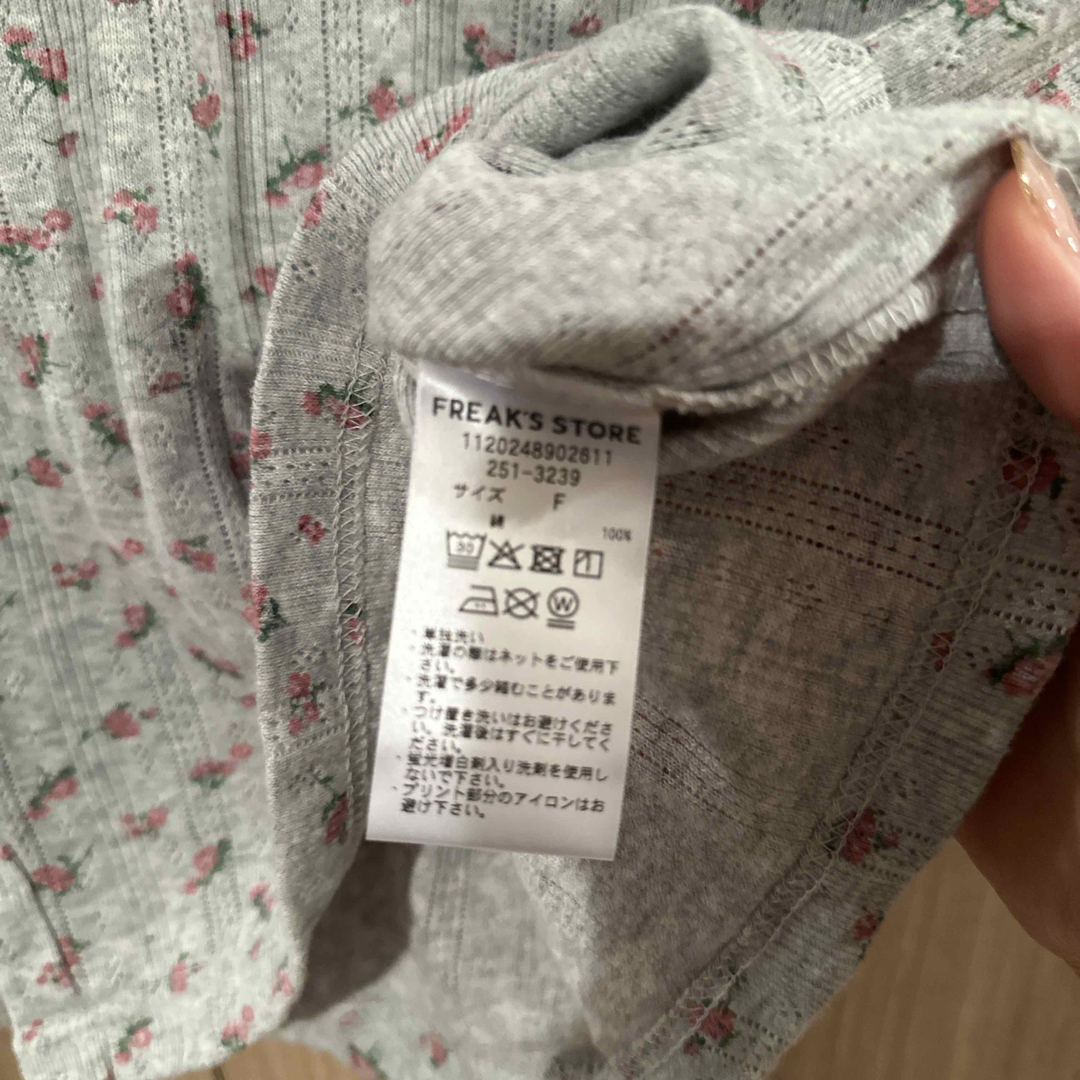 FREAK'S STORE
1120248902611
251-3239
サイズ F
綿 100%
30
W
・単独洗い
・洗濯の際はネットをご使用下
さい。
・洗濯で多少縮むことがありま
す。
・つけ置き洗いはお避けくださ
い。洗濯後はすぐに干してく
ださい。
・蛍光増白剤入り洗剤を使用し
ないで下さい。
・プリント部分のアイロンはお
避け下さい。